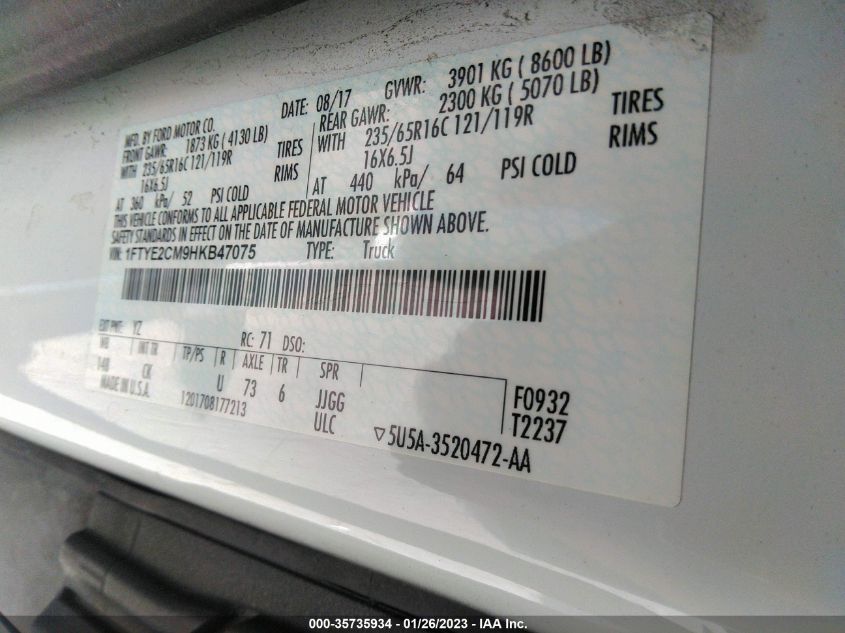 MFD. BY FORD MOTOR CO.
DATE: 08/17 GVWR: 3901 KG ( 8600 LB)
FRONT GAWR: 1873 KG ( 4130 LB)
WITH 235/65R16C 121/119R TIRES
16X6.5J RIMS
AT 360 kPa/ 52 PSI COLD
REAR GAWR: 2300 KG ( 5070 LB)
WITH 235/65R16C 121/119R TIRES
16X6.5J RIMS
AT 440 kPa/ 64 PSI COLD
THIS VEHICLE CONFORMS TO ALL APPLICABLE FEDERAL MOTOR VEHICLE
SAFETY STANDARDS IN EFFECT ON THE DATE OF MANUFACTURE SHOWN ABOVE.
VIN: 1FTYE2CM9HKB47075 TYPE: Truck
EXT PNT: YZ RC: 71 DSO:
WB INT TR TP/PS R AXLE TR SPR
148 CK U 73 6 JJGG
MADE IN U.S.A. 1201708177213 ULC
F0932
T2237
5U5A-3520472-AA
000-35735934 - 01/26/2023 - IAA Inc.